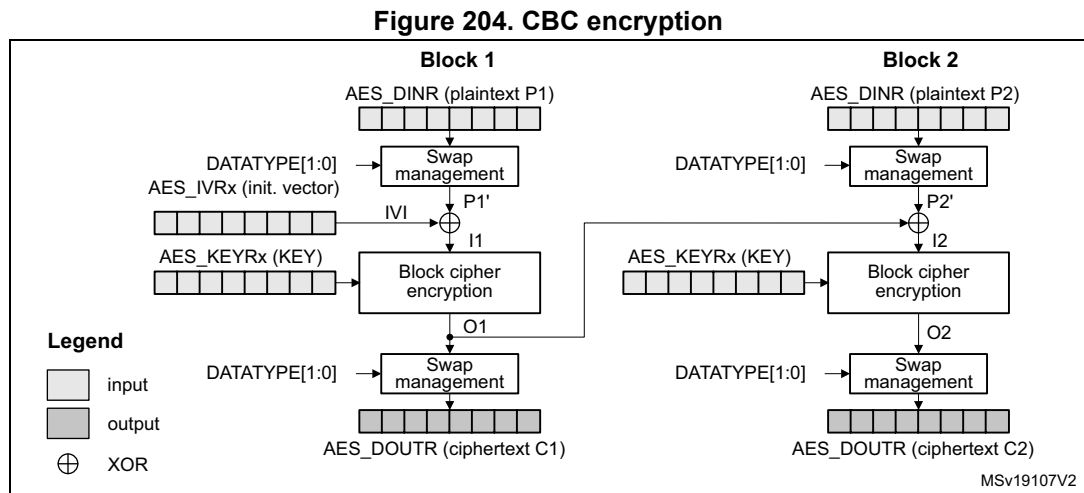 Figure 204. CBC encryption
Block 1
Block 2
AES_DINR (plaintext P1)
AES_DINR (plaintext P2)
DATATYPE[1:0]
Swap
management
DATATYPE[1:0]
Swap
management
AES_IVRx (init. vector)
P1'
P2'
IVI
I1
I2
AES_KEYRx (KEY)
Block cipher
encryption
AES_KEYRx (KEY)
Block cipher
encryption
O1
O2
Legend
input
output
XOR
DATATYPE[1:0]
Swap
management
DATATYPE[1:0]
Swap
management
AES_DOUTR (ciphertext C1)
AES_DOUTR (ciphertext C2)
MSv19107V2